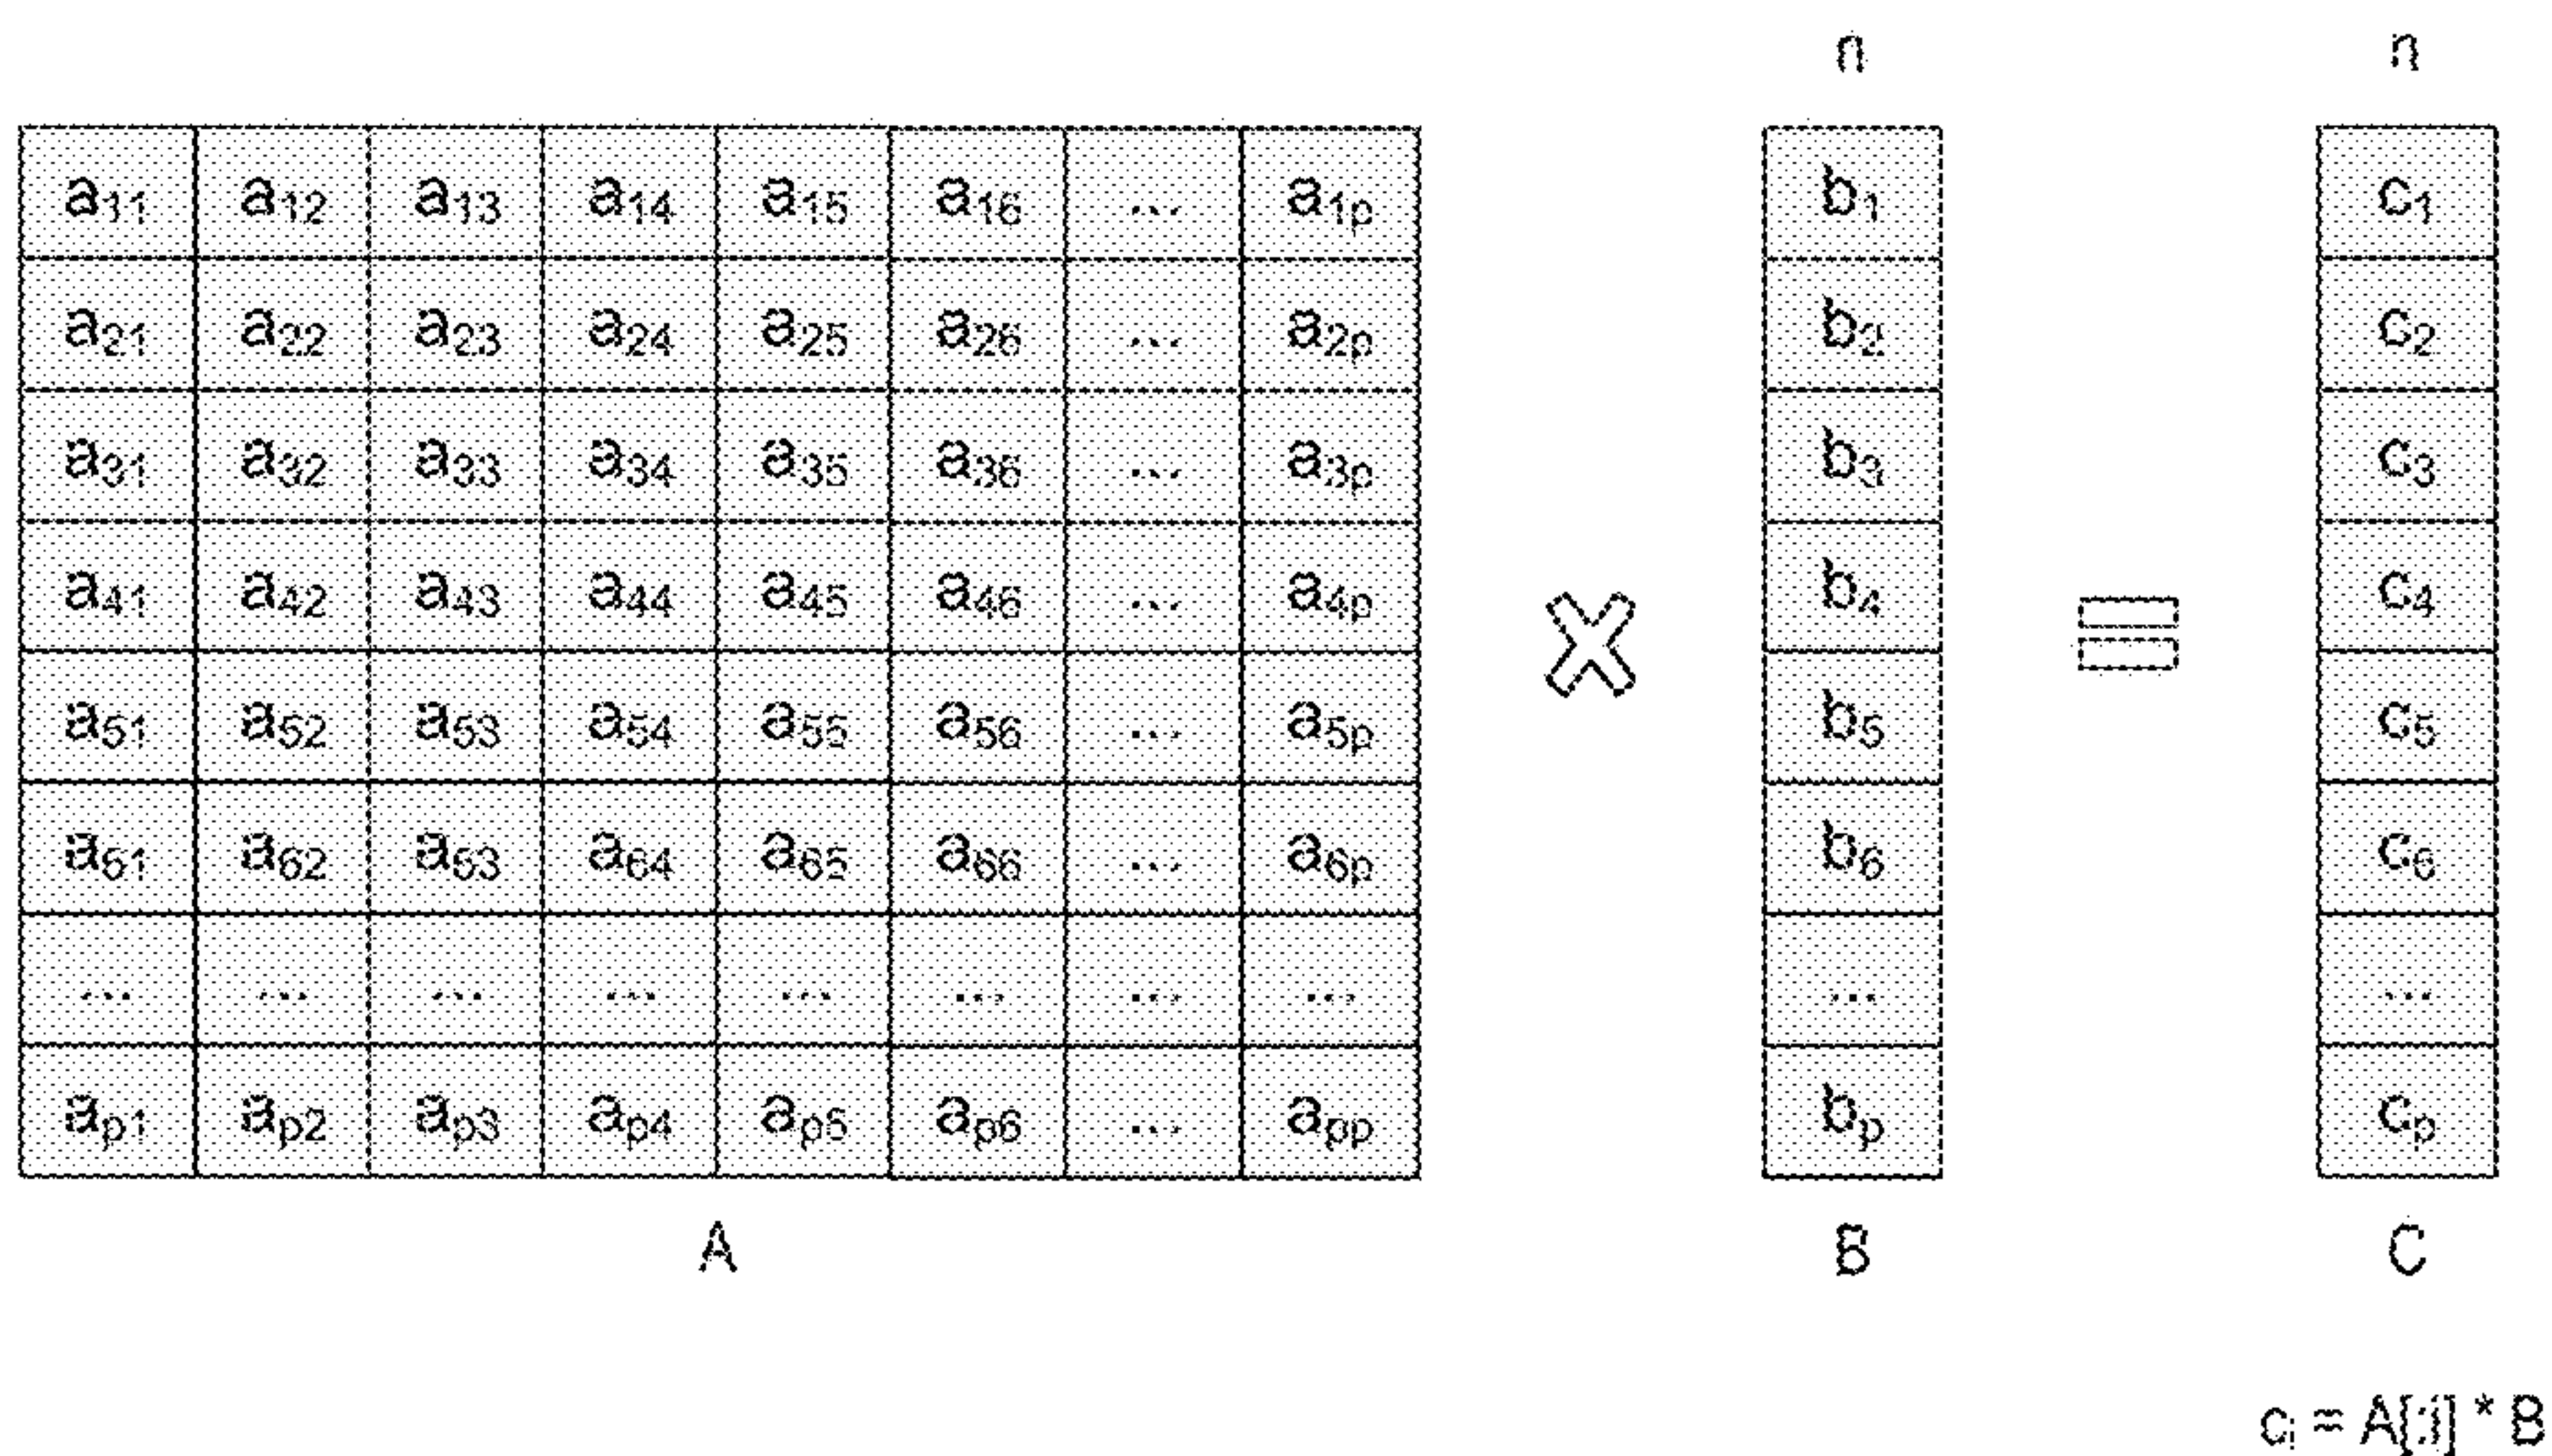 n n
a11 a12 a13 a14 a15 a16 ... a1p b1 c1
a21 a22 a23 a24 a25 a26 ... a2p b2 c2
a31 a32 a33 a34 a35 a36 ... a3p b3 c3
a41 a42 a43 a44 a45 a46 ... a4p × b4 = c4
a51 a52 a53 a54 a55 a56 ... a5p b5 c5
a61 a62 a63 a64 a65 a66 ... a6p b6 c6
... ... ... ... ... ... ... ... ... ...
ap1 ap2 ap3 ap4 ap5 ap6 ... app bp cp
A B C
ci = A[:i] * B